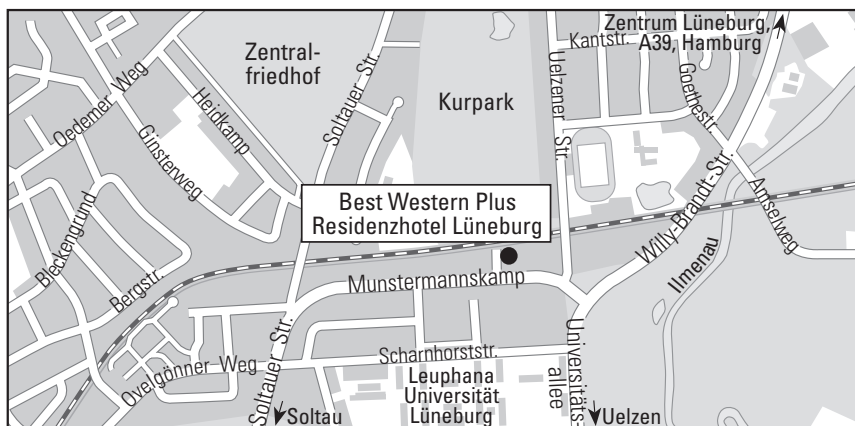 Zentrum Lüneburg,
A39, Hamburg
Kantstr.
Zentral-
friedhof
Soltauer Str.
Uelzener Str.
Goethestr.
Oedemer Weg
Heidkamp
Kurpark
Ginsterweg
Willy-Brandt-Str.
Amselweg
Best Western Plus
Residenzhotel Lüneburg
Bleckengrund
Bergstr.
Munstermannskamp
Ilmenau
Soltauer Str.
Ovelgönner Weg
Scharnhorststr.
Universitäts-
allee
Leuphana
Universität
Lüneburg
Soltau
Uelzen